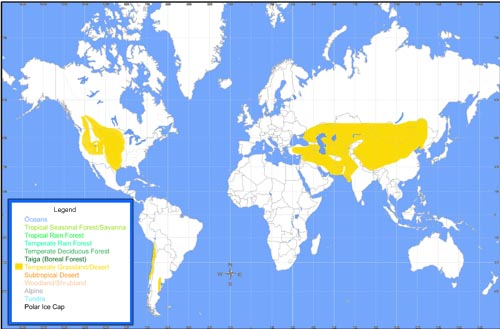 Legend
Oceans
Tropical Seasonal Forest/Savanna
Tropical Rain Forest
Temperate Rain Forest
Temperate Deciduous Forest
Taiga (Boreal Forest)
Temperate Grassland/Desert
Subtropical Desert
Woodland/Shrubland
Alpine
Tundra
Polar Ice Cap
W
E